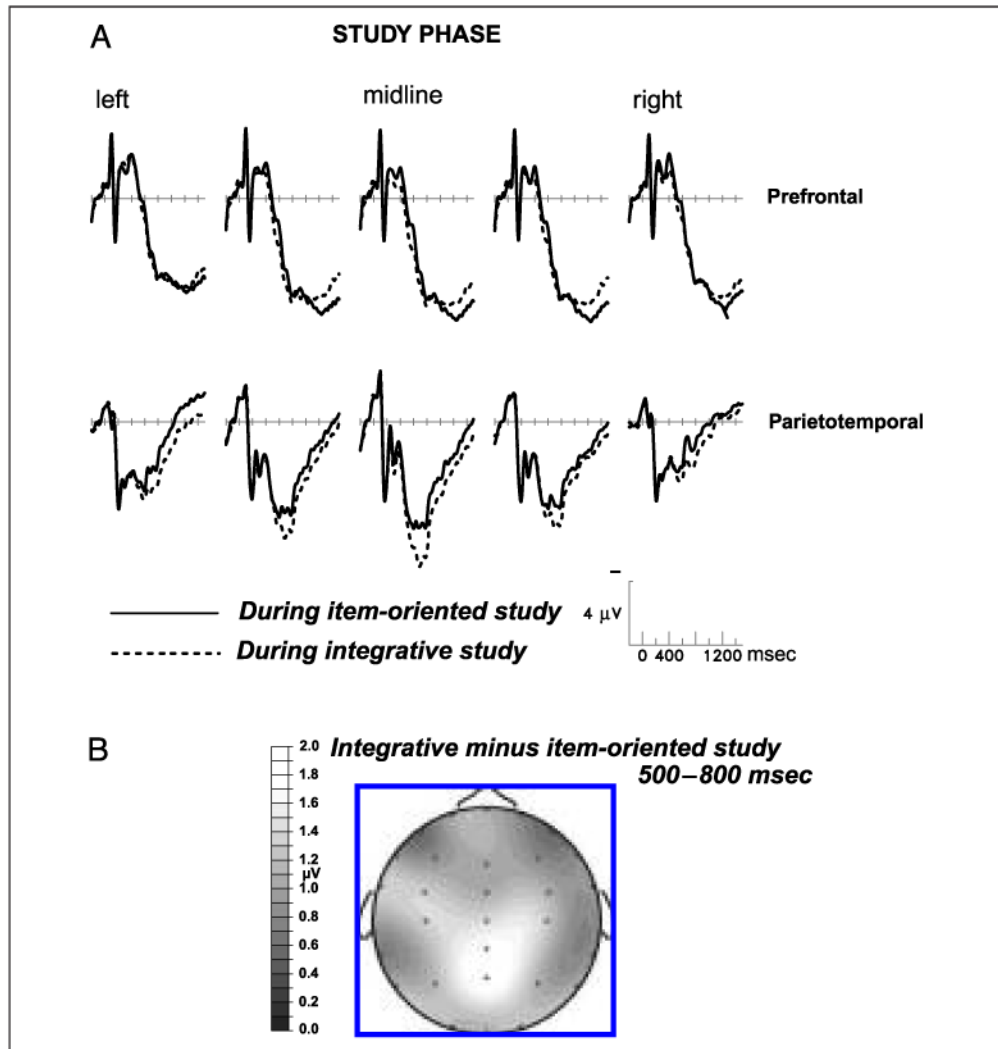 A
STUDY PHASE
left midline right
Prefrontal
Parietotemporal
During item-oriented study
During integrative study
–
4 μV
0 400 1200 msec
B
Integrative minus item-oriented study
500–800 msec
2.0
1.8
1.6
1.4
1.2
μV
1.0
0.8
0.6
0.4
0.2
0.0